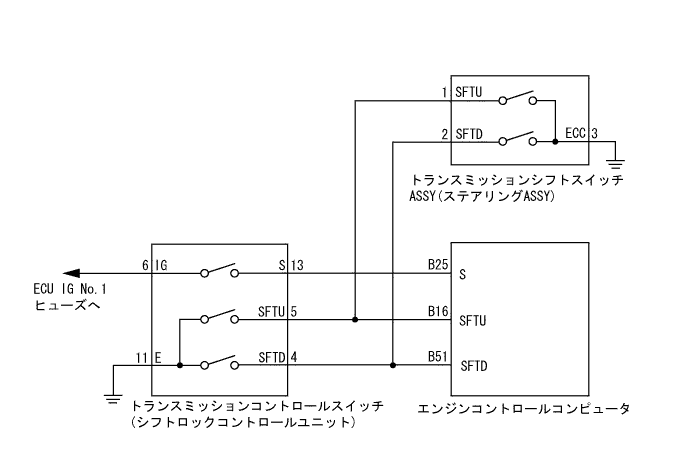 1 SFTU
2 SFTD
ECC 3
トランスミッションシフトスイッチ
ASSY(ステアリングASSY)
6 IG
S 13
B25
S
ECU IG No.1
ヒューズへ
SFTU 5
B16
SFTU
11 E
SFTD 4
B51
SFTD
トランスミッションコントロールスイッチ
(シフトロックコントロールユニット)
エンジンコントロールコンピュータ